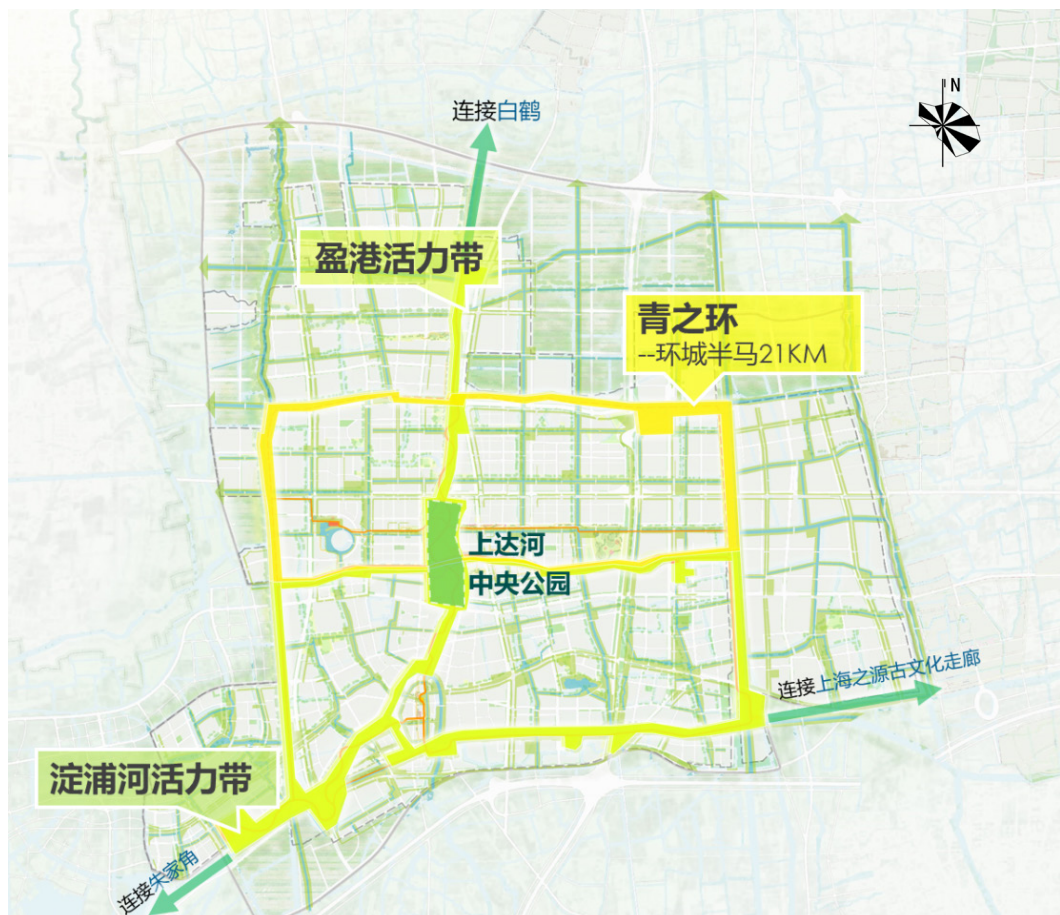 N
连接白鹤
盈港活力带
青之环
--环城半马21KM
上达河
中央公园
连接上海之源古文化走廊
淀浦河活力带
连接朱家角